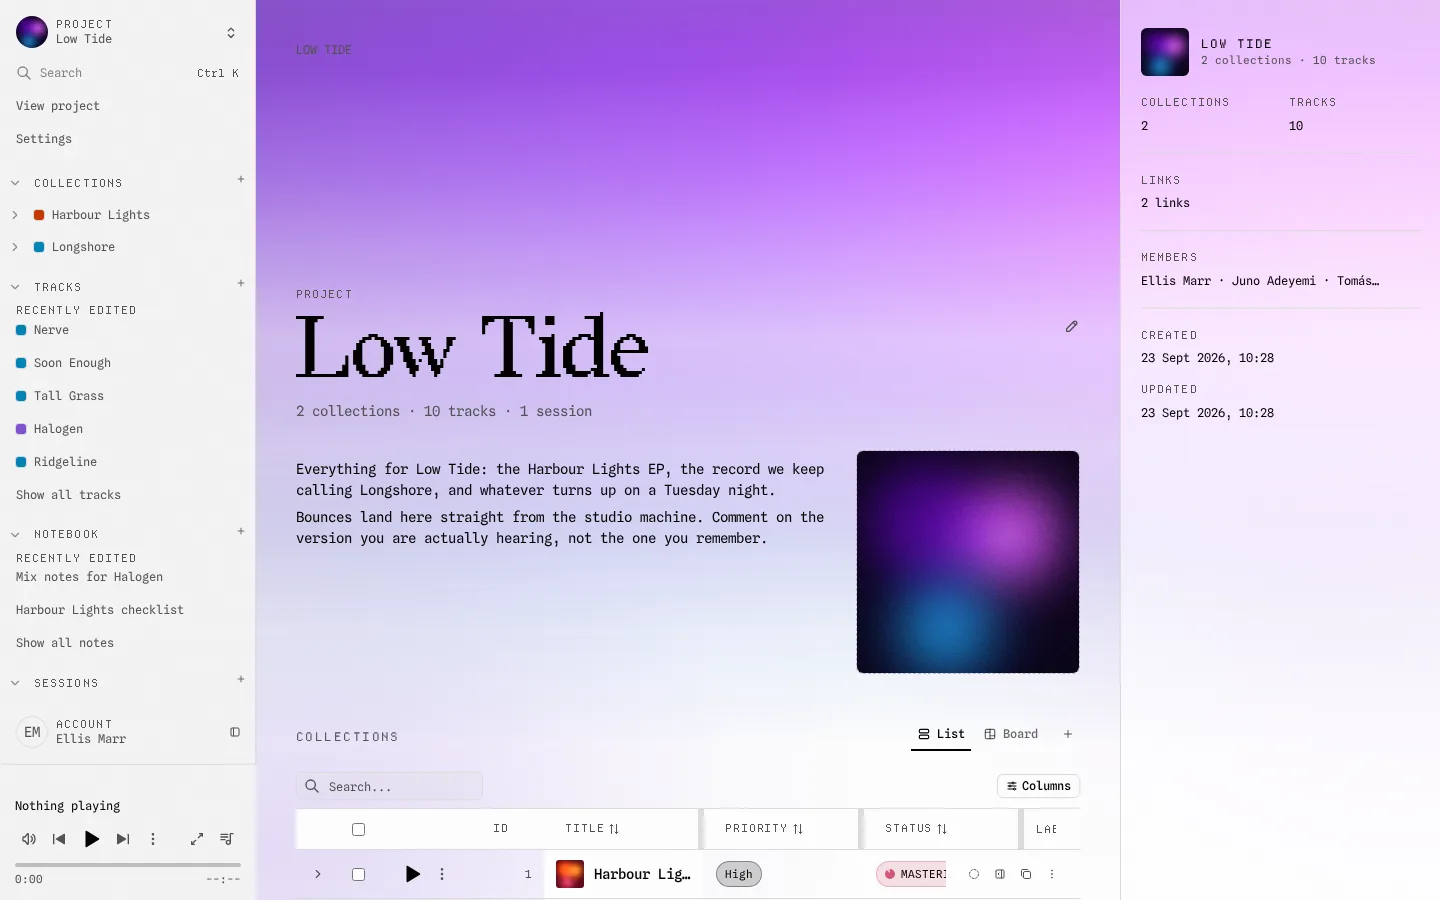 PROJECT
Low Tide
Search
Ctrl K
View project
Settings
COLLECTIONS
Harbour Lights
Longshore
TRACKS
RECENTLY EDITED
Nerve
Soon Enough
Tall Grass
Halogen
Ridgeline
Show all tracks
NOTEBOOK
RECENTLY EDITED
Mix notes for Halogen
Harbour Lights checklist
Show all notes
SESSIONS
EM
ACCOUNT
Ellis Marr
Nothing playing
0:00
--:--
LOW TIDE
PROJECT
Low Tide
2 collections · 10 tracks · 1 session
Everything for Low Tide: the Harbour Lights EP, the record we keep
calling Longshore, and whatever turns up on a Tuesday night.
Bounces land here straight from the studio machine. Comment on the
version you are actually hearing, not the one you remember.
COLLECTIONS
List
Board
Search...
Columns
ID
TITLE
PRIORITY
STATUS
LAE
1
Harbour Lig…
High
MASTERI
LOW TIDE
2 collections · 10 tracks
COLLECTIONS
TRACKS
2
10
LINKS
2 links
MEMBERS
Ellis Marr · Juno Adeyemi · Tomás…
CREATED
23 Sept 2026, 10:28
UPDATED
23 Sept 2026, 10:28